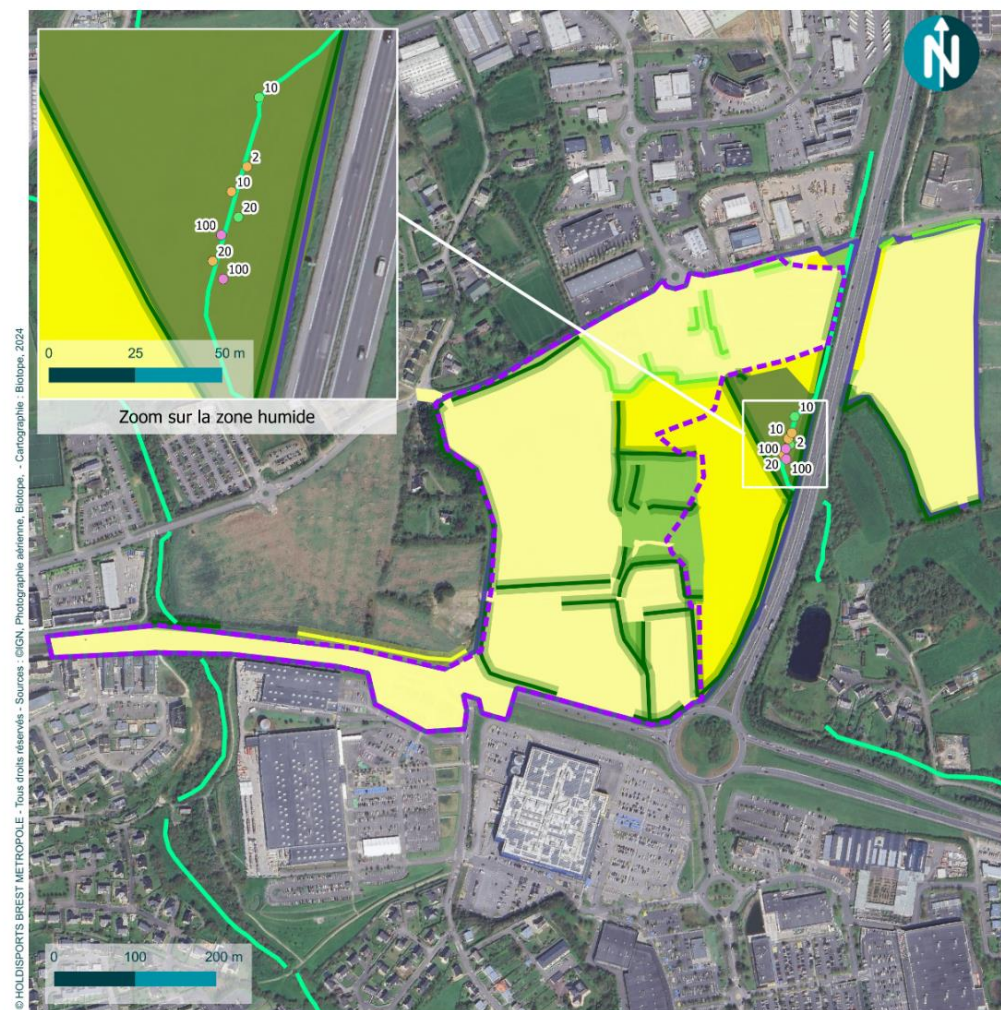 N
10
2
10
20
100
20
100
0 25 50 m
Zoom sur la zone humide
10
10
2
100
20
100
0 100 200 m
© HOLDISPORTS BREST METROPOLE - Tous droits réservés - Sources : ©IGN, Photographie aérienne, Biotope, - Cartographie : Biotope, 2024